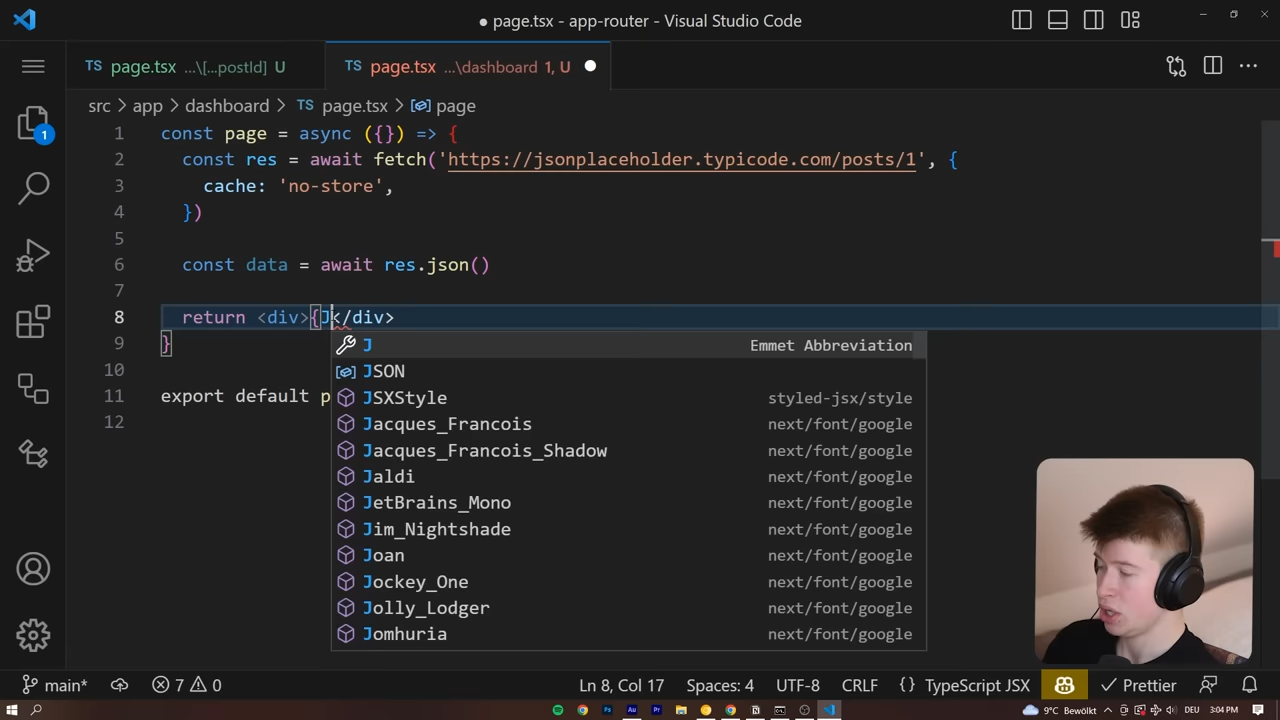 ● page.tsx - app-router - Visual Studio Code
TS page.tsx ...\[...postId] U
TS page.tsx ...\dashboard 1, U
src > app > dashboard > TS page.tsx > page
1 const page = async ({}) => {
2 const res = await fetch('https://jsonplaceholder.typicode.com/posts/1', {
3 cache: 'no-store',
4 })
5
6 const data = await res.json()
7
8 return <div>{J</div>
9 }
10
11 export default p
12
J Emmet Abbreviation
JSON
JSXStyle styled-jsx/style
Jacques_Francois next/font/google
Jacques_Francois_Shadow next/font/google
Jaldi next/font/google
JetBrains_Mono next/font/google
Jim_Nightshade next/font/google
Joan next/font/google
Jockey_One next/font/google
Jolly_Lodger next/font/google
Jomhuria next/font/google
1
main* 7 0 Ln 8, Col 17 Spaces: 4 UTF-8 CRLF {} TypeScript JSX Prettier
Ps Au Pr 9°C Bewölkt DEU 3:04 PM